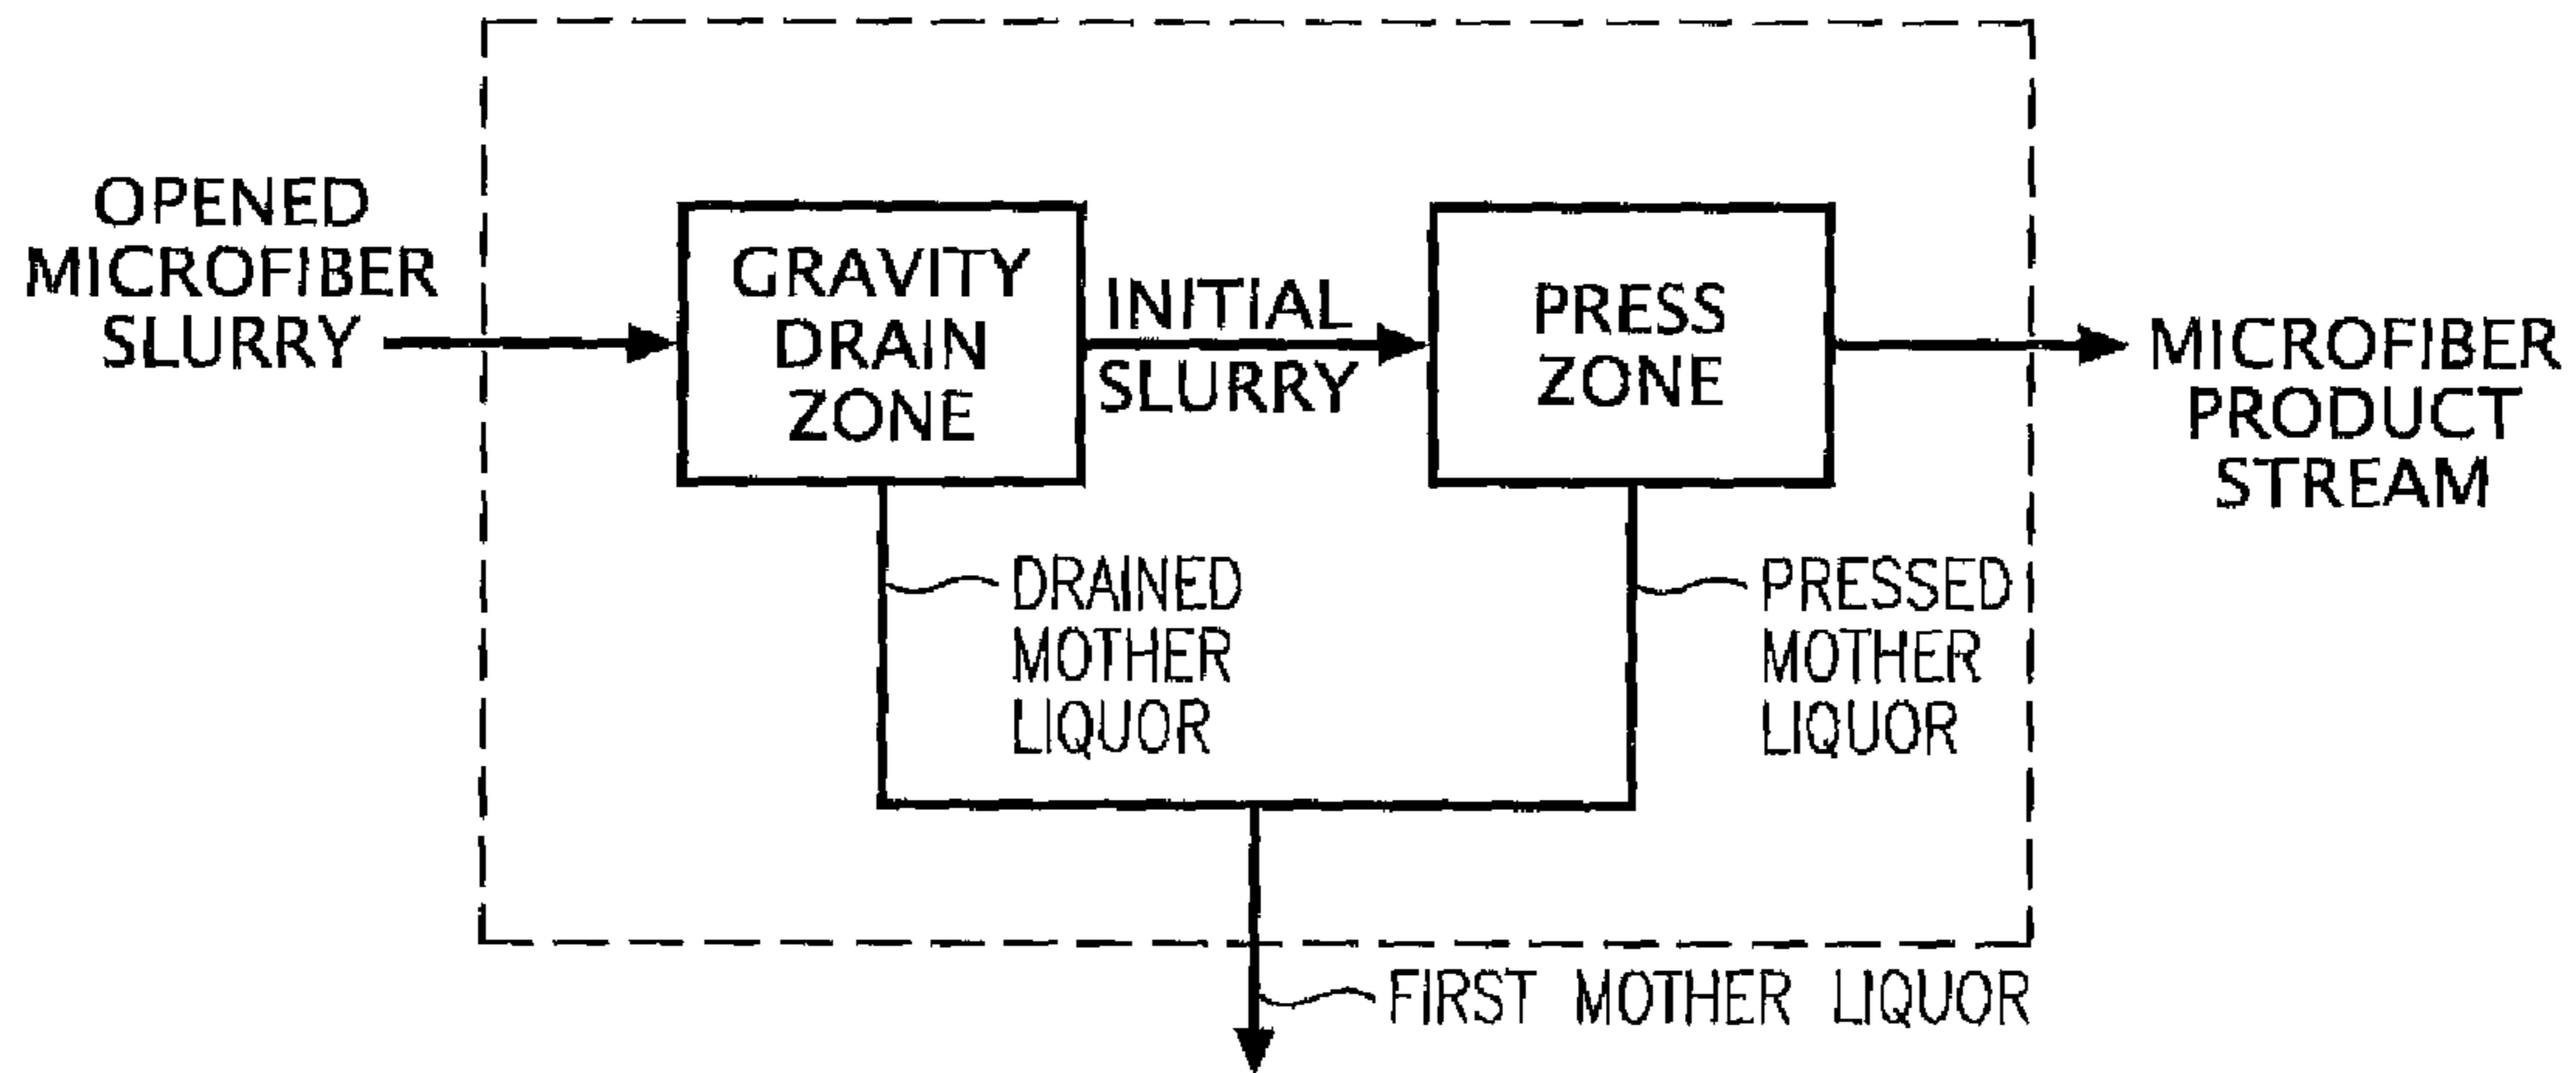 OPENED
MICROFIBER
SLURRY
GRAVITY
DRAIN
ZONE
INITIAL
SLURRY
PRESS
ZONE
MICROFIBER
PRODUCT
STREAM
DRAINED
MOTHER
LIQUOR
PRESSED
MOTHER
LIQUOR
FIRST MOTHER LIQUOR